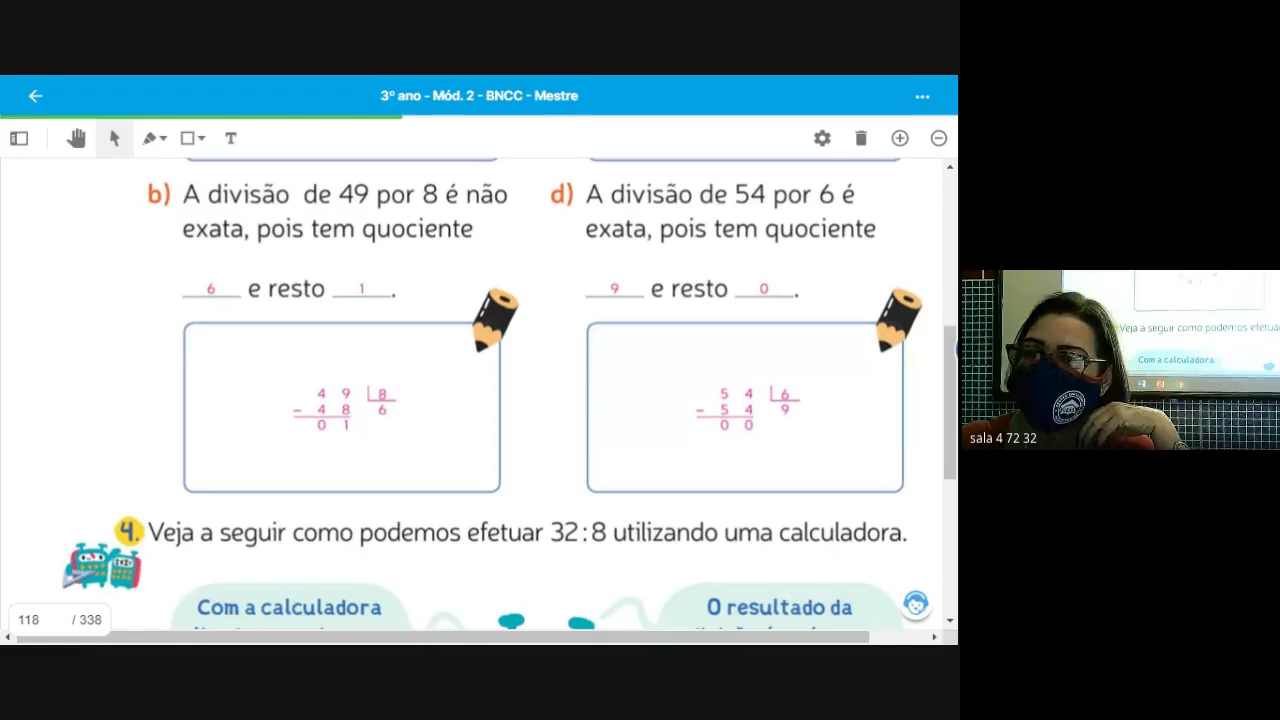 3º ano - Mód. 2 - BNCC - Mestre
...
T
b) A divisão de 49 por 8 é não
exata, pois tem quociente
6 e resto 1.
4 9 8
- 4 8 6
0 1
d) A divisão de 54 por 6 é
exata, pois tem quociente
9 e resto 0.
5 4 6
- 5 4 9
0 0
4. Veja a seguir como podemos efetuar 32:8 utilizando uma calculadora.
Com a calculadora
O resultado da
118 / 338
Veja a seguir como podemos efetua
Com a calculadora
sala 4 72 32